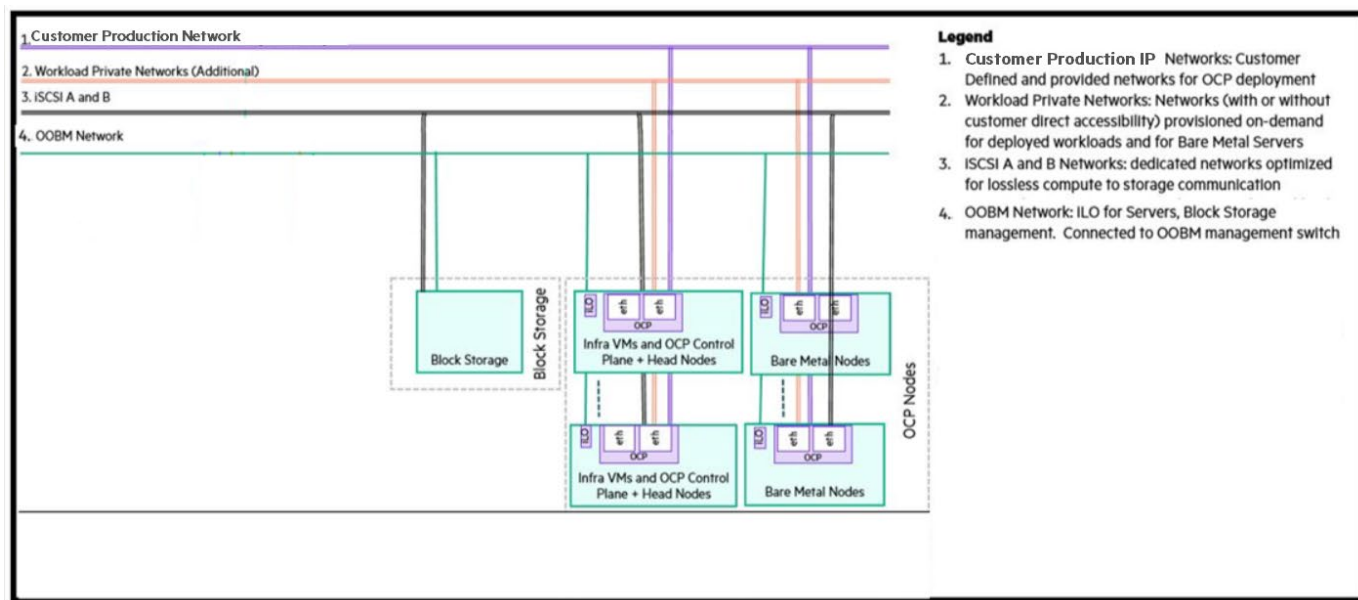 1. Customer Production Network
2. Workload Private Networks (Additional)
3. iSCSI A and B
4. OOBM Network
Legend
1. Customer Production IP Networks: Customer
Defined and provided networks for OCP deployment
2. Workload Private Networks: Networks (with or without
customer direct accessibility) provisioned on-demand
for deployed workloads and for Bare Metal Servers
3. iSCSI A and B Networks: dedicated networks optimized
for lossless compute to storage communication
4. OOBM Network: ILO for Servers, Block Storage
management. Connected to OOBM management switch
Block Storage
Block Storage
ILO
eth
eth
OCP
Infra VMs and OCP Control
Plane + Head Nodes
ILO
eth
eth
OCP
Bare Metal Nodes
ILO
eth
eth
OCP
Infra VMs and OCP Control
Plane + Head Nodes
ILO
eth
eth
OCP
Bare Metal Nodes
OCP Nodes